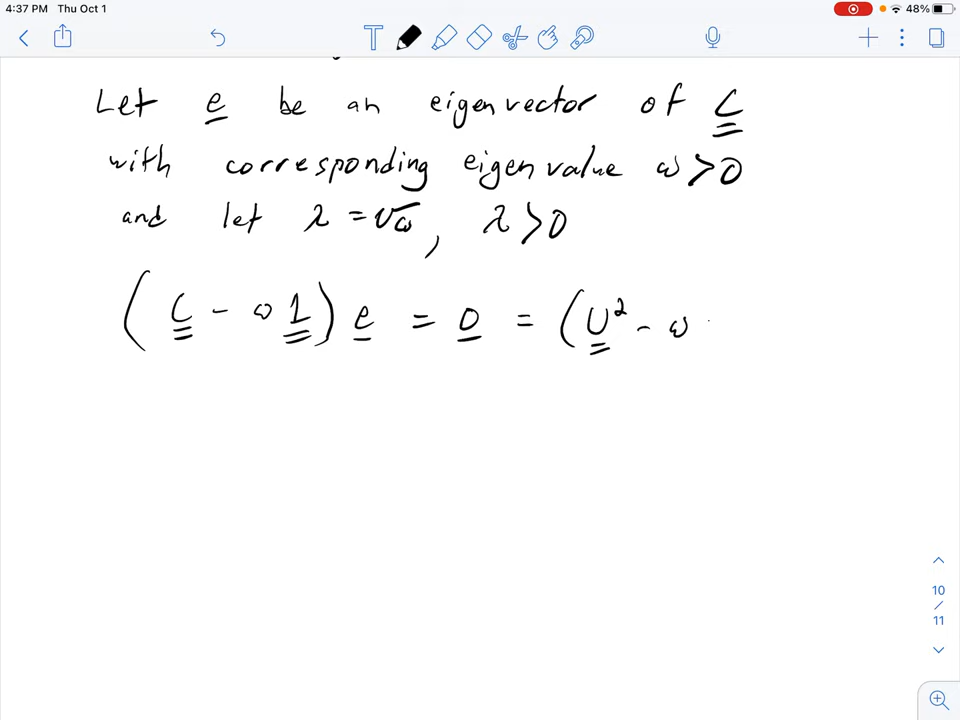 4:37 PM Thu Oct 1
48%
Let e be an eigenvector of C
with corresponding eigenvalue ω > 0
and let λ = √ω, λ > 0
(C - ω 1) e = 0 = (U² - ω
10
/
11